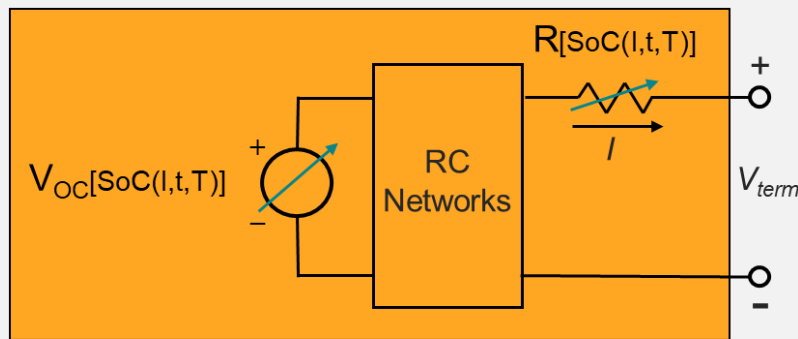 R[SoC(I,t,T)]
+
I
+
VOC[SoC(I,t,T)]
−
RC
Networks
Vterm
-